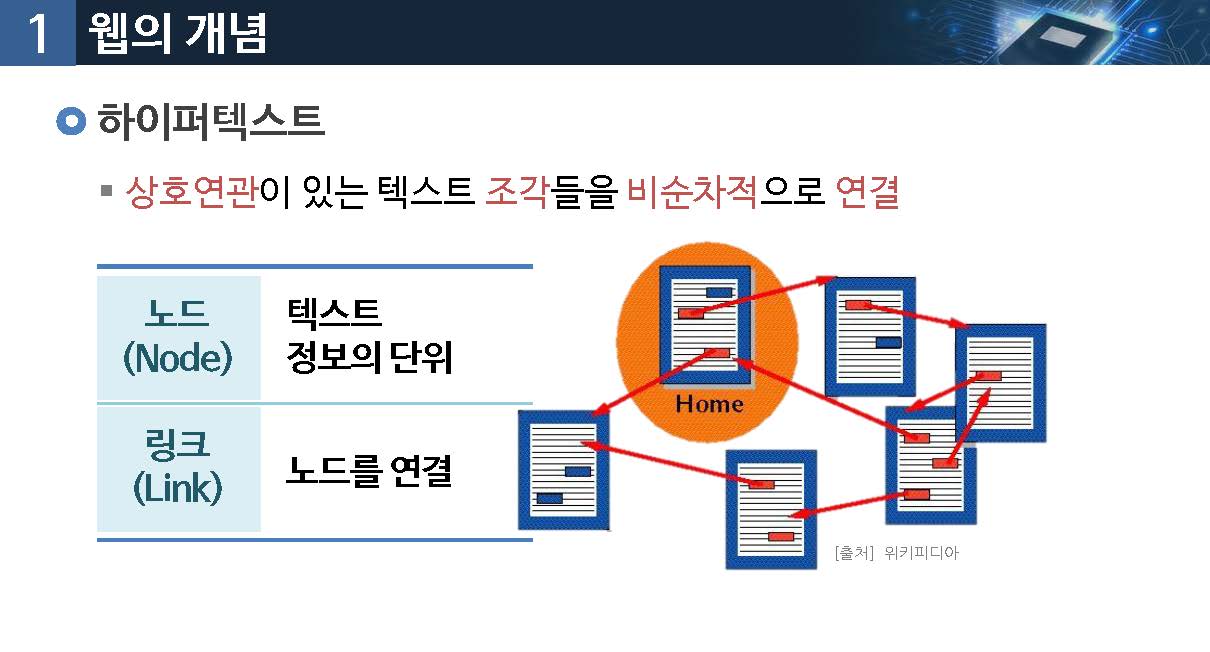 1 웹의 개념
하이퍼텍스트
상호연관이 있는 텍스트 조각들을 비순차적으로 연결
노드
(Node)
텍스트
정보의 단위
링크
(Link)
노드를 연결
Home
[출처] 위키피디아